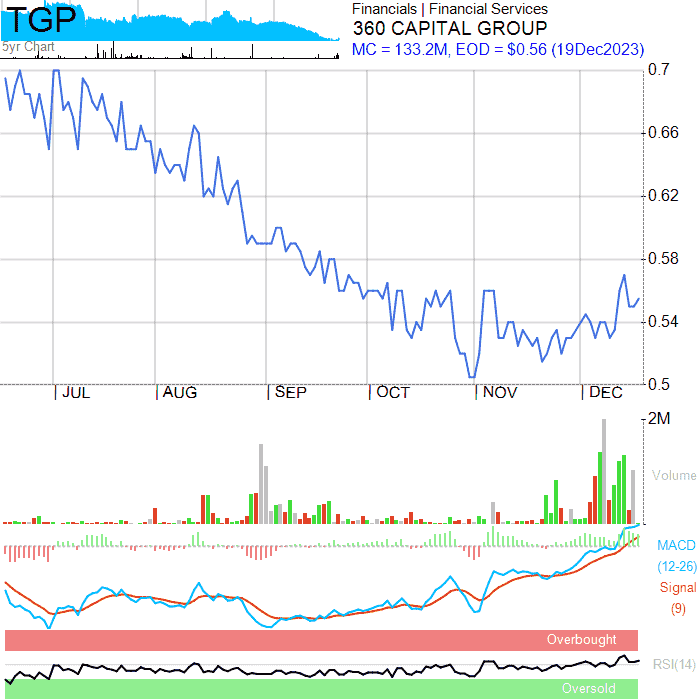 TGP
5yr Chart
Financials | Financial Services
360 CAPITAL GROUP
MC = 133.2M, EOD = $0.56 (19Dec2023)
0.7
0.66
0.62
0.58
0.54
0.5
JUL AUG SEP OCT NOV DEC
2M
Volume
MACD
(12-26)
Signal
(9)
Overbought
RSI(14)
Oversold